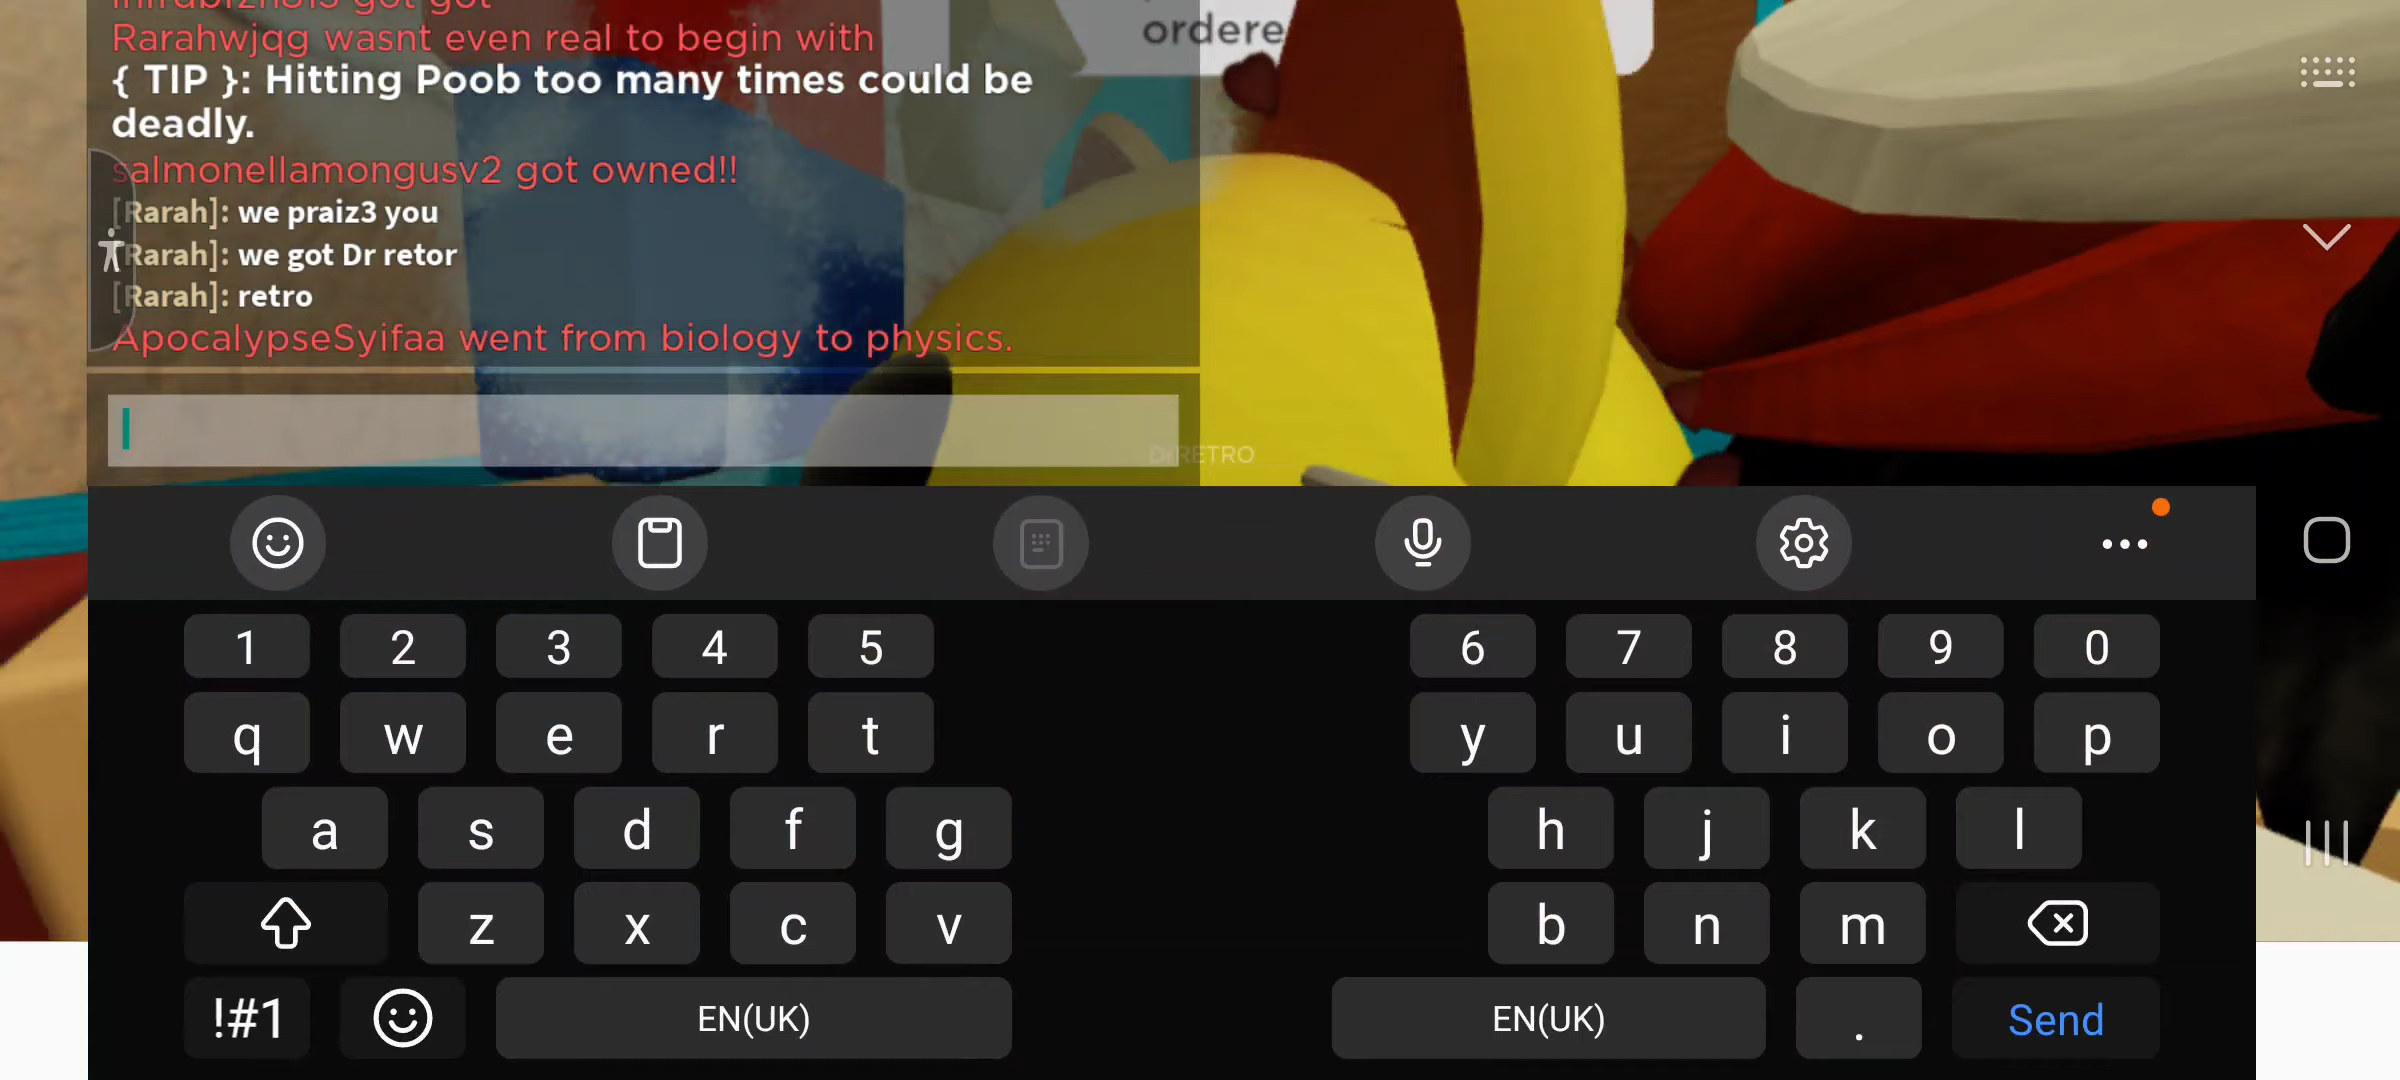 ordere
Rarahwjqg wasnt even real to begin with
{ TIP }: Hitting Poob too many times could be
deadly.
salmonellamongusv2 got owned!!
[Rarah]: we praiz3 you
[Rarah]: we got Dr retor
[Rarah]: retro
ApocalypseSyifaa went from biology to physics.
DrRETRO
1 2 3 4 5 6 7 8 9 0
q w e r t y u i o p
a s d f g h j k l
z x c v b n m
!#1 EN(UK) EN(UK) . Send